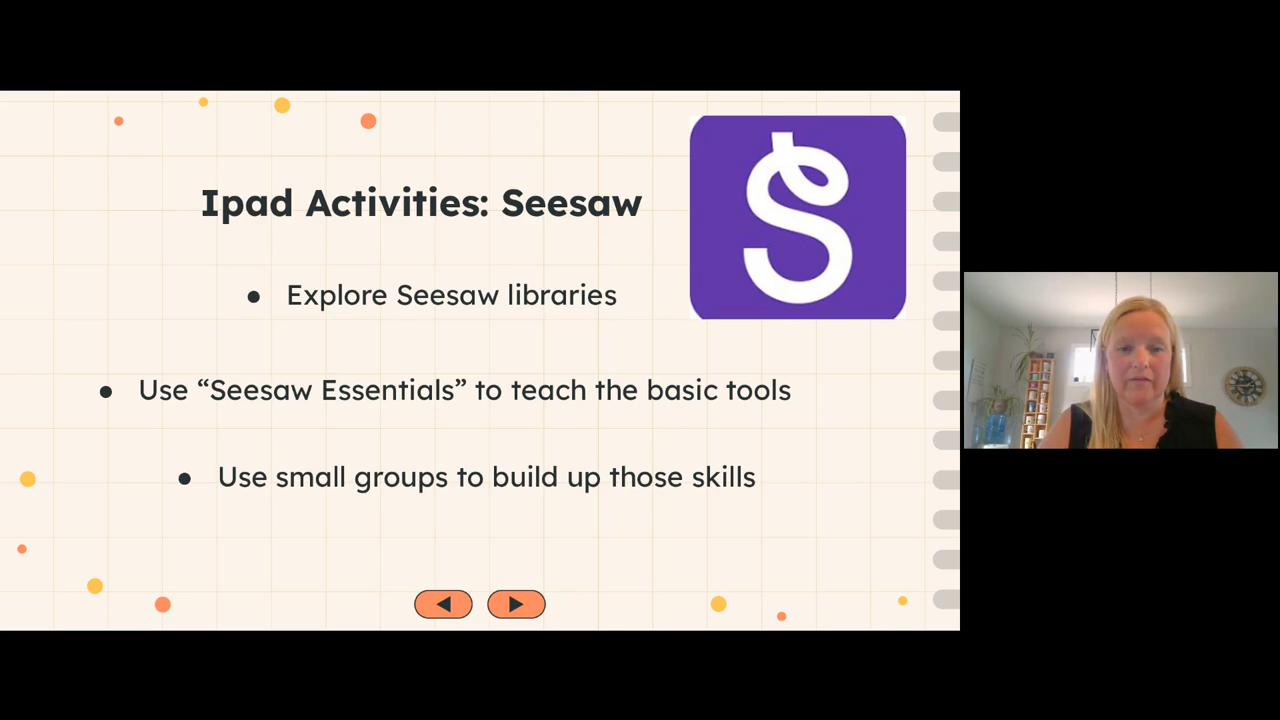 Ipad Activities: Seesaw
● Explore Seesaw libraries
● Use “Seesaw Essentials” to teach the basic tools
● Use small groups to build up those skills